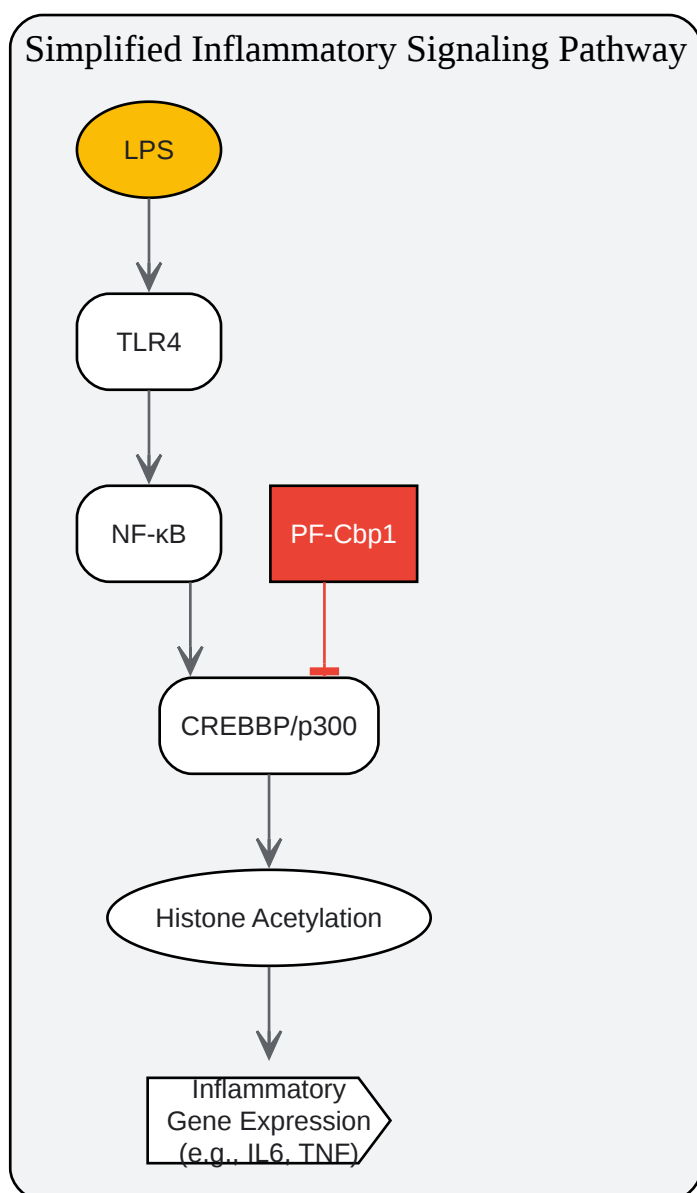 Simplified Inflammatory Signaling Pathway
LPS
TLR4
NF-κB
PF-Cbp1
CREBBP/p300
Histone Acetylation
Inflammatory
Gene Expression
(e.g., IL6, TNF)